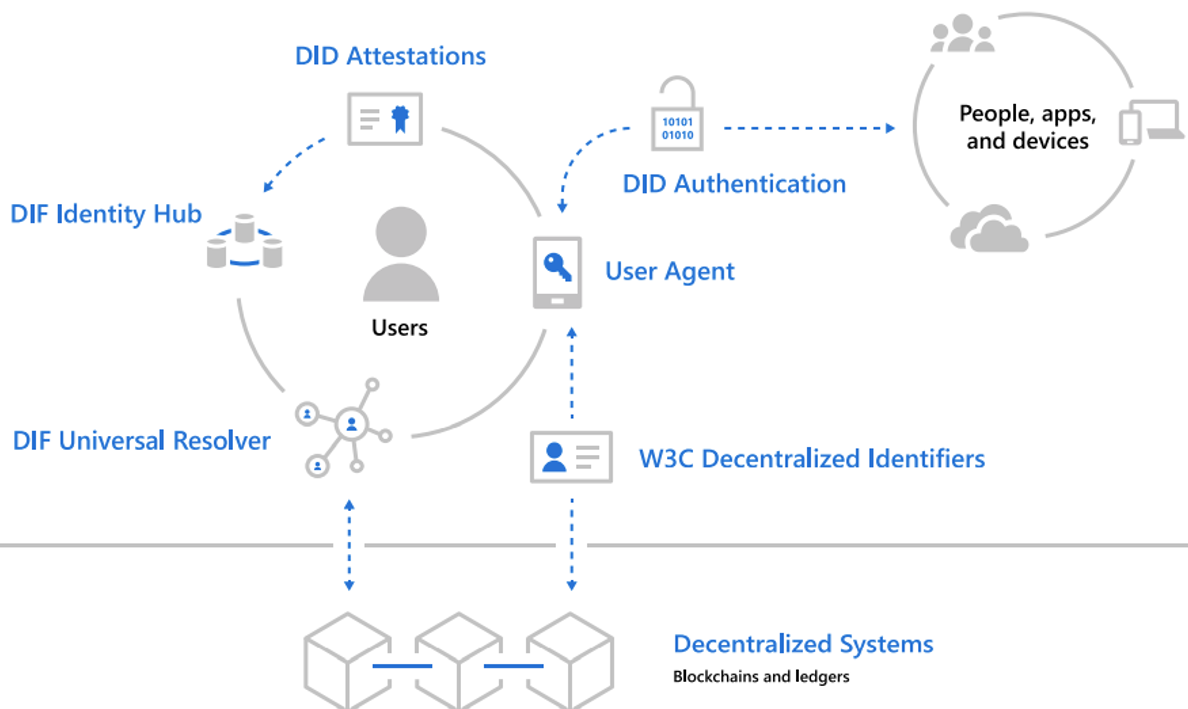 DID Attestations
10101
01010
People, apps,
and devices
DID Authentication
DIF Identity Hub
User Agent
Users
DIF Universal Resolver
W3C Decentralized Identifiers
Decentralized Systems
Blockchains and ledgers